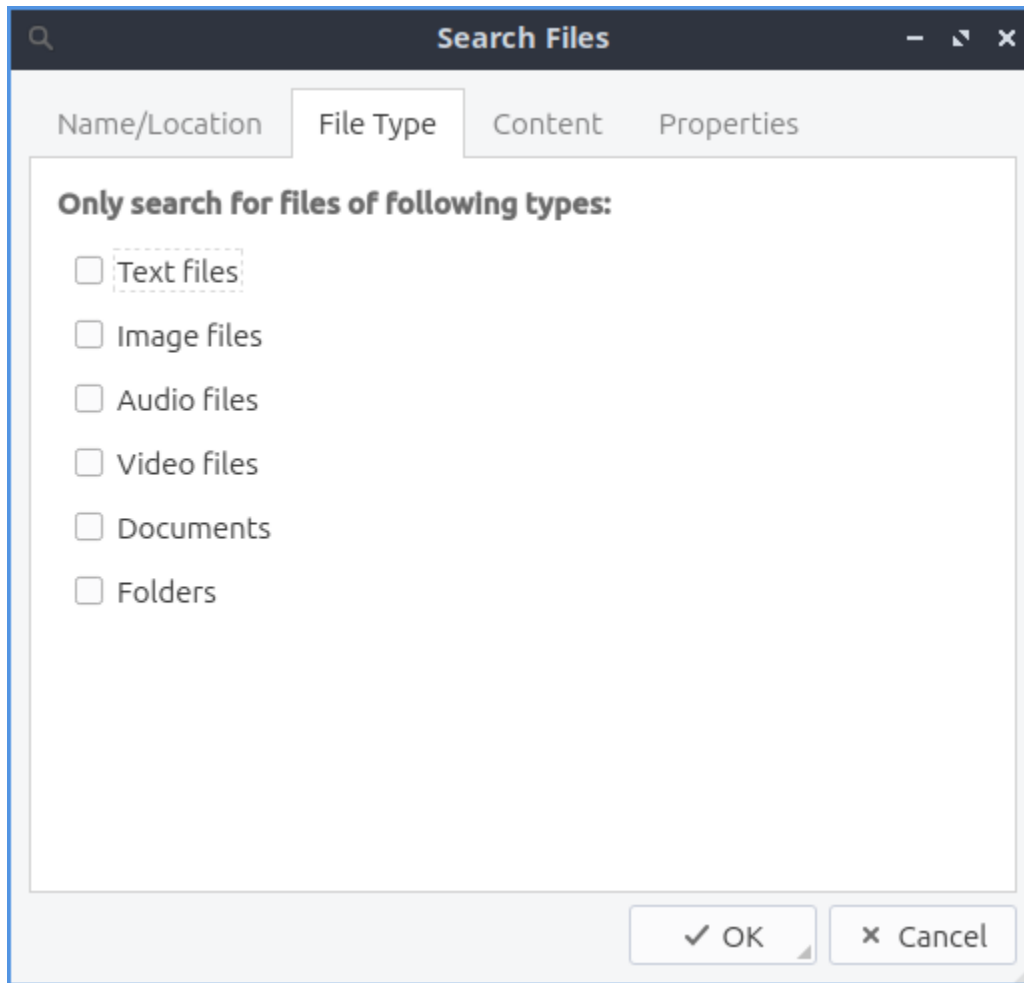 Search Files
Name/Location File Type Content Properties
Only search for files of following types:
Text files
Image files
Audio files
Video files
Documents
Folders
OK Cancel